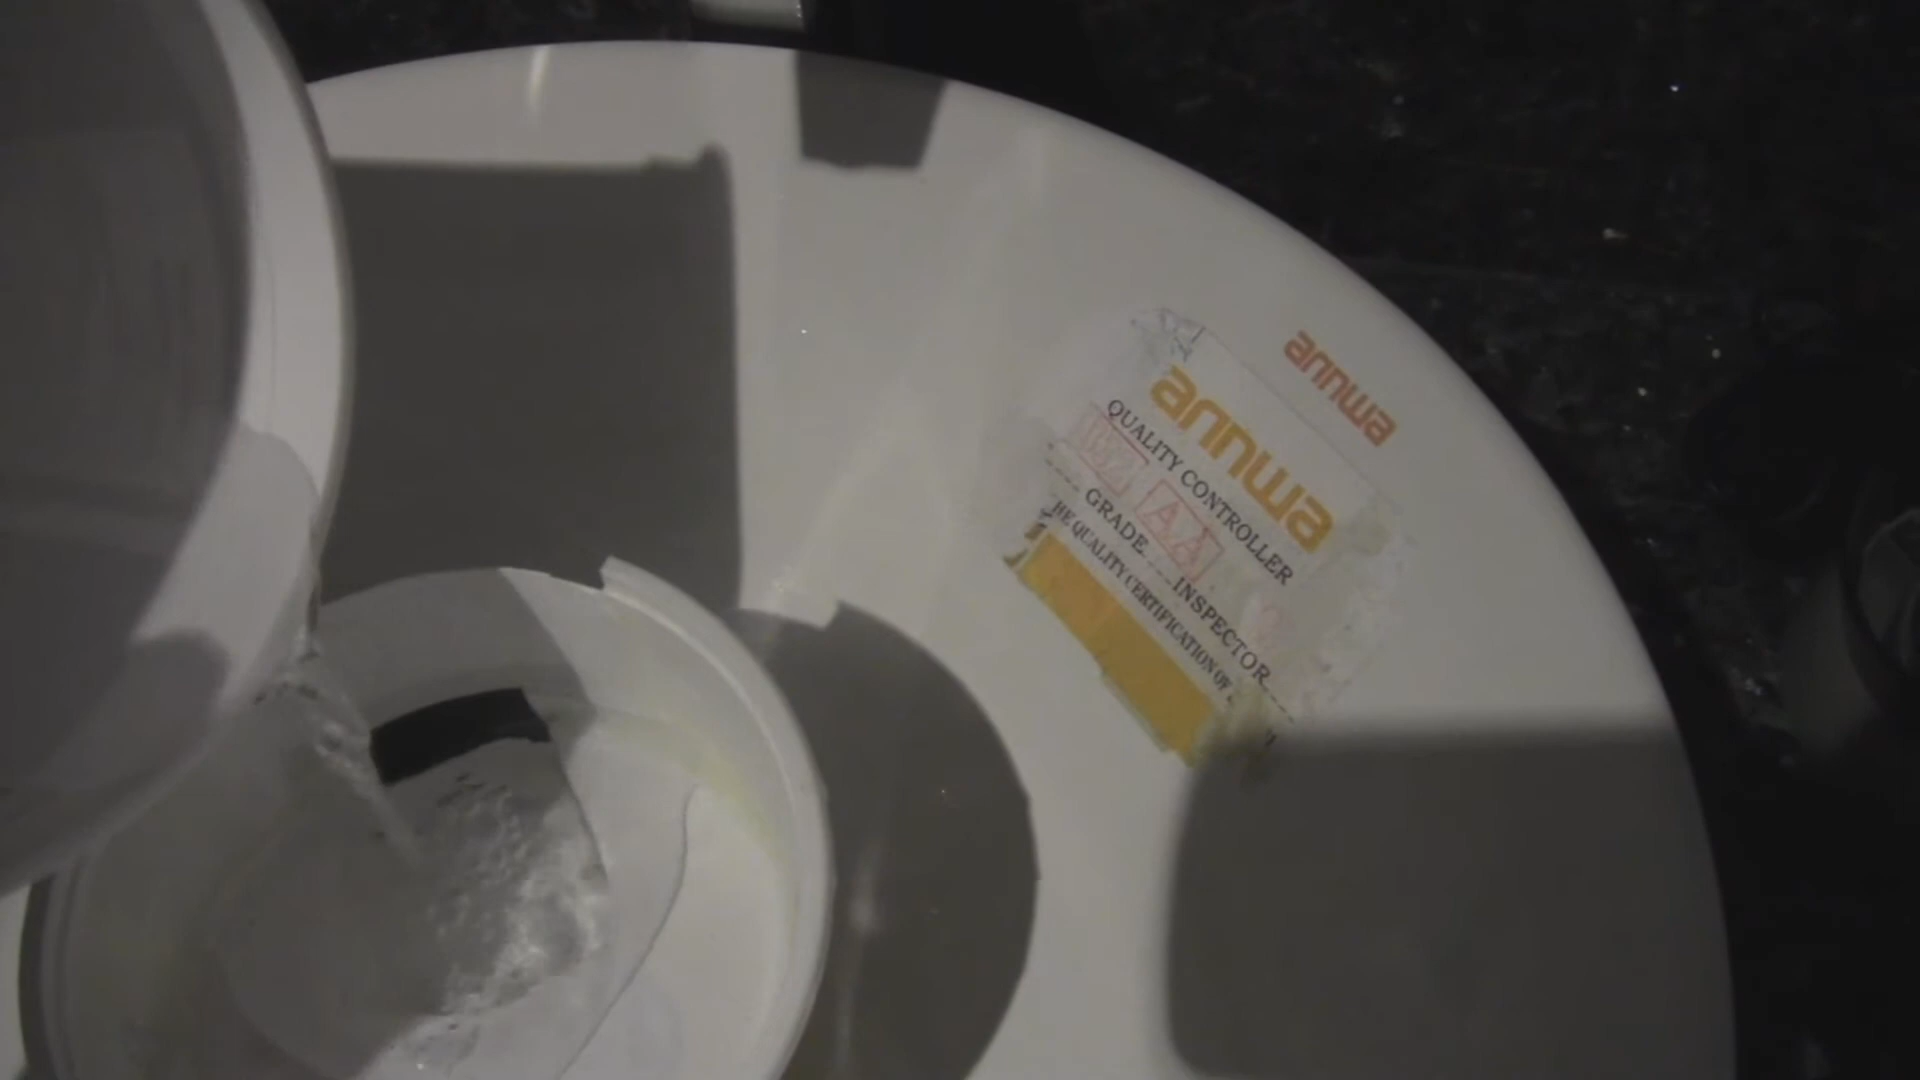 annwa
annwa
QUALITY CONTROLLER
AA
GRADE INSPECTOR
HE QUALITY CERTIFICATION OF